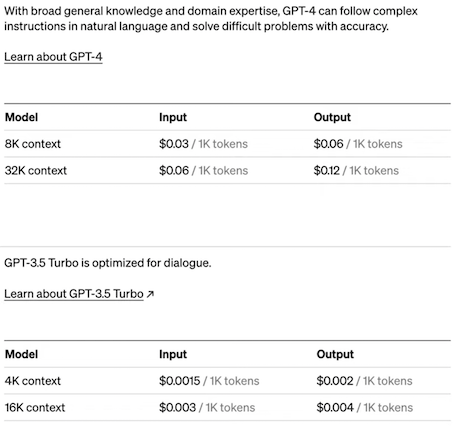 With broad general knowledge and domain expertise, GPT-4 can follow complex
instructions in natural language and solve difficult problems with accuracy.
Learn about GPT-4
Model Input Output
8K context $0.03 / 1K tokens $0.06 / 1K tokens
32K context $0.06 / 1K tokens $0.12 / 1K tokens
GPT-3.5 Turbo is optimized for dialogue.
Learn about GPT-3.5 Turbo ↗
Model Input Output
4K context $0.0015 / 1K tokens $0.002 / 1K tokens
16K context $0.003 / 1K tokens $0.004 / 1K tokens